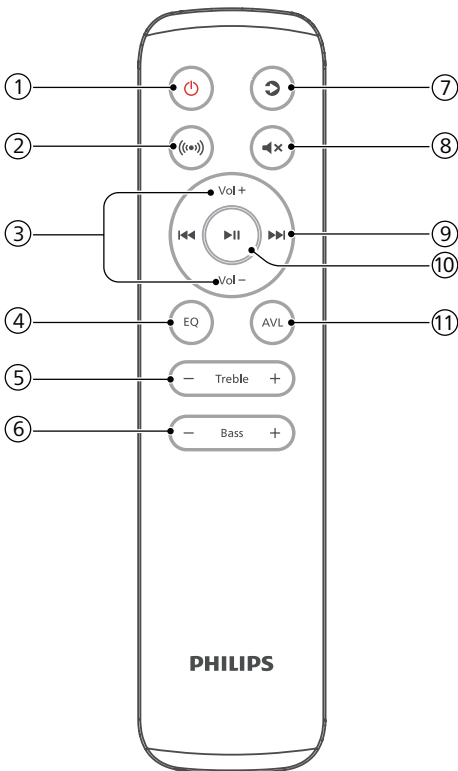 1
7
2
8
Vol +
3
9
10
Vol −
4
EQ
AVL
11
5
− Treble +
6
− Bass +
PHILIPS